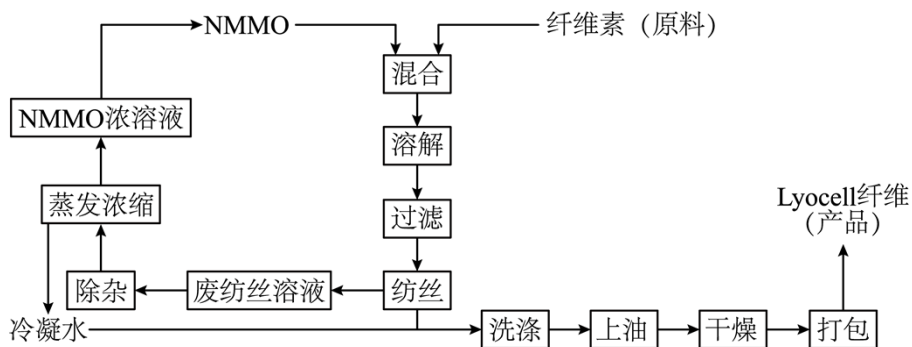 NMMO
纤维素（原料）
混合
NMMO浓溶液
溶解
蒸发浓缩
过滤
Lyocell纤维
（产品）
除杂
废纺丝溶液
纺丝
冷凝水
洗涤
上油
干燥
打包